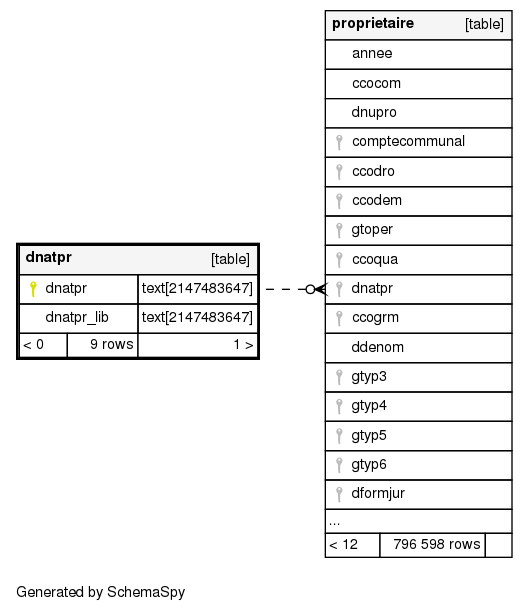 proprietaire [table]
annee
ccocom
dnupro
comptecommunal
ccodro
ccodem
gtoper
ccoqua
dnatpr
ccogrm
ddenom
gtyp3
gtyp4
gtyp5
gtyp6
dformjur
...
< 12 796 598 rows
dnatpr [table]
dnatpr text[2147483647]
dnatpr_lib text[2147483647]
< 0 9 rows 1 >
Generated by SchemaSpy